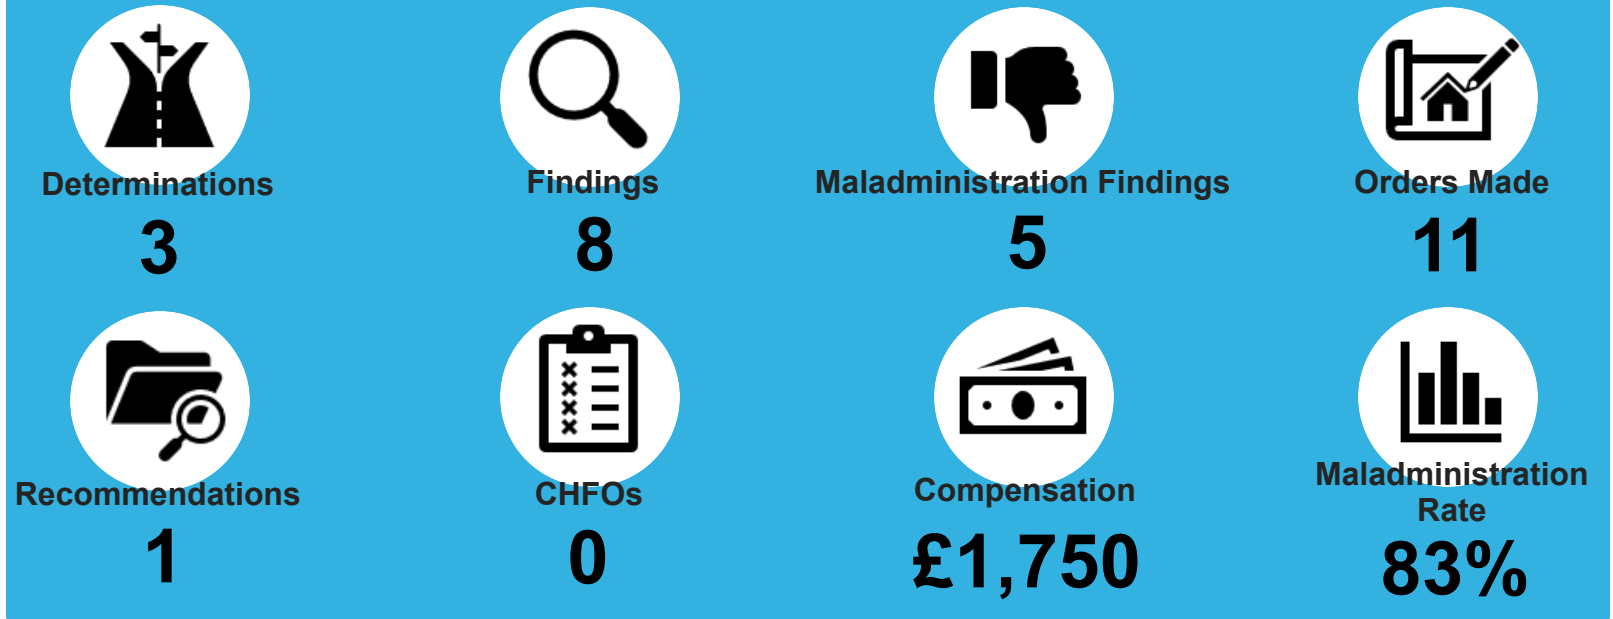 Determinations
3
Findings
8
Maladministration Findings
5
Orders Made
11
Recommendations
1
CHFOs
0
Compensation
£1,750
Maladministration
Rate
83%